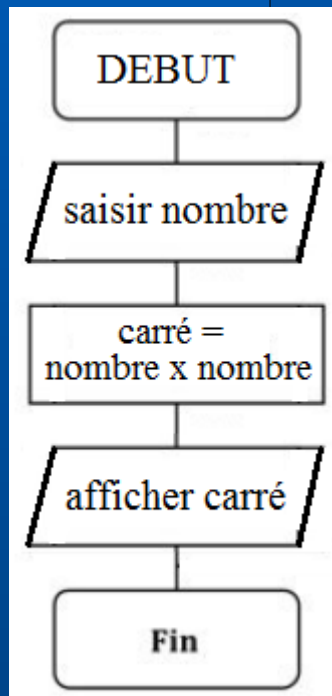 DEBUT
saisir nombre
carré =
nombre x nombre
afficher carré
Fin